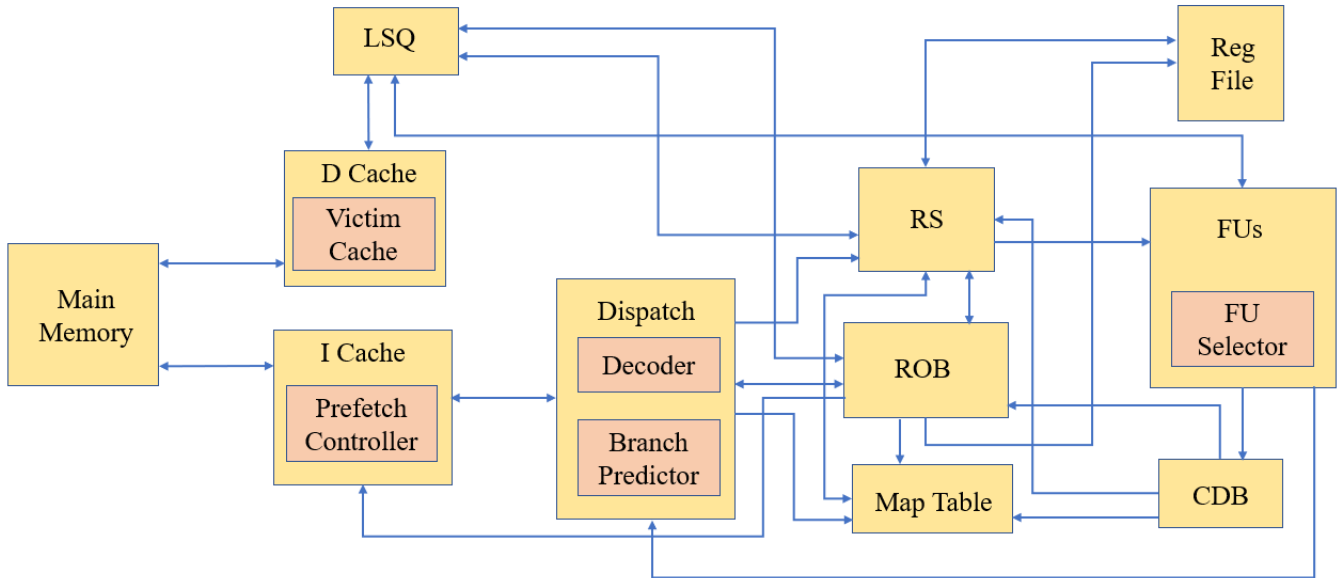 LSQ
Reg
File
D Cache
Victim
Cache
RS
FUs
Main
Memory
Dispatch
FU
Selector
I Cache
Decoder
ROB
Prefetch
Controller
Branch
Predictor
Map Table
CDB